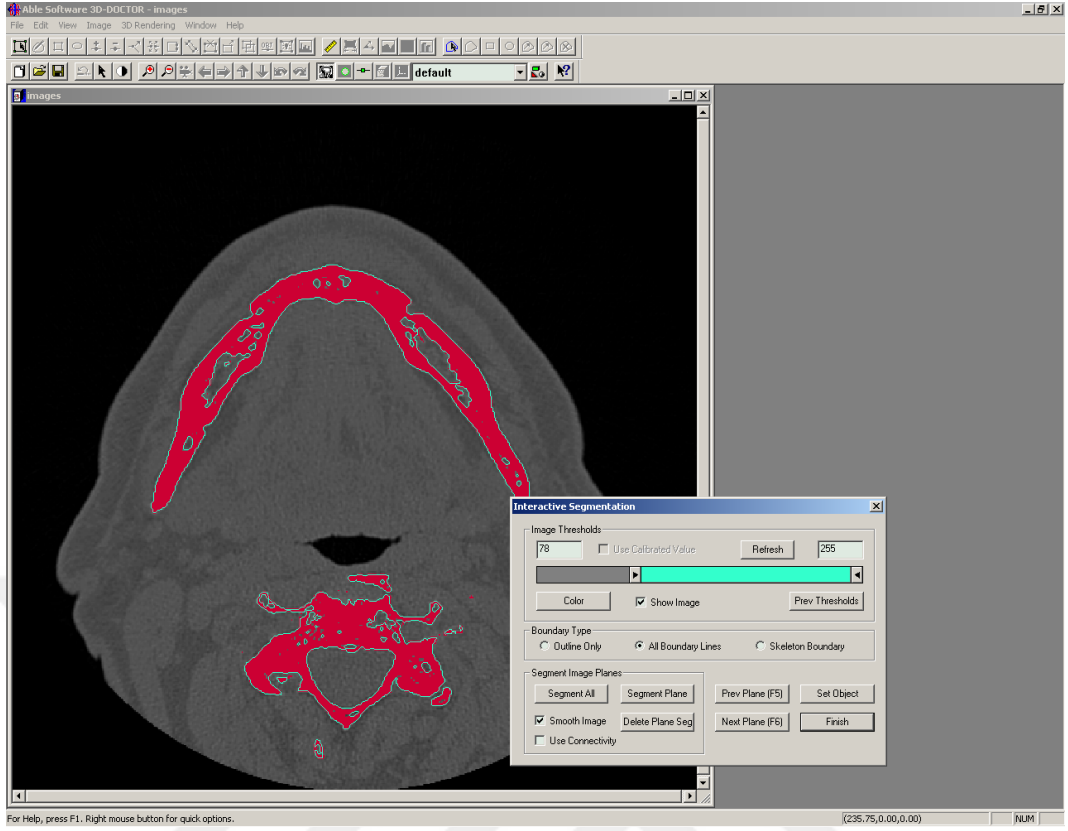 Able Software 3D-DOCTOR - images
File Edit View Image 3D Rendering Window Help
default
images
Interactive Segmentation
Image Thresholds
78 Use Calibrated Value Refresh 255
Color Show Image Prev Thresholds
Boundary Type
Outline Only All Boundary Lines Skeleton Boundary
Segment Image Planes
Segment All Segment Plane Prev Plane (F5) Set Object
Smooth Image Delete Plane Seg Next Plane (F6) Finish
Use Connectivity
For Help, press F1. Right mouse button for quick options. (235.75,0.00,0.00) NUM